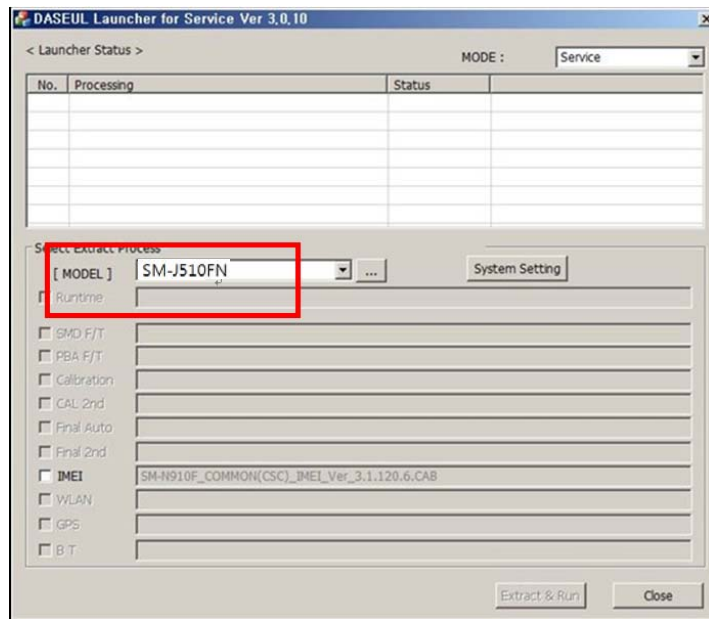 DASEUL Launcher for Service Ver 3,0,10
< Launcher Status >
MODE : Service
No. Processing Status
Select Extract Process
[ MODEL ] SM-J510FN ... System Setting
Runtime
SMD F/T
PBA F/T
Calibration
CAL 2nd
Final Auto
Final 2nd
IMEI SM-N910F_COMMON(CSC)_IMEI_Ver_3.1.120.6.CAB
WLAN
GPS
B T
Extract & Run Close